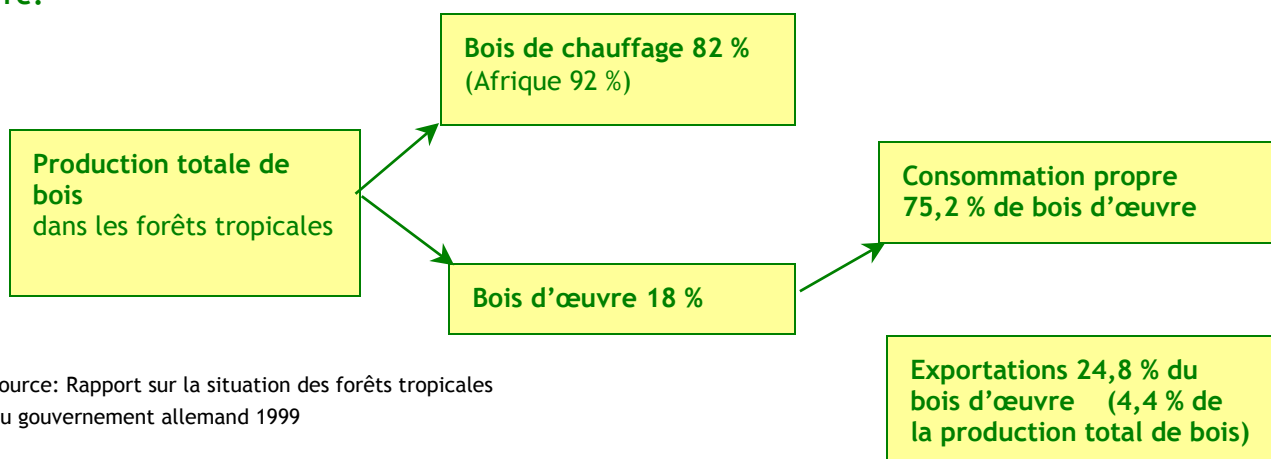 Bois de chauffage 82 %
(Afrique 92 %)
Production totale de
bois
dans les forêts tropicales
Consommation propre
75,2 % de bois d’œuvre
Bois d’œuvre 18 %
Exportations 24,8 % du
bois d’œuvre (4,4 % de
la production total de bois)
ource: Rapport sur la situation des forêts tropicales
u gouvernement allemand 1999